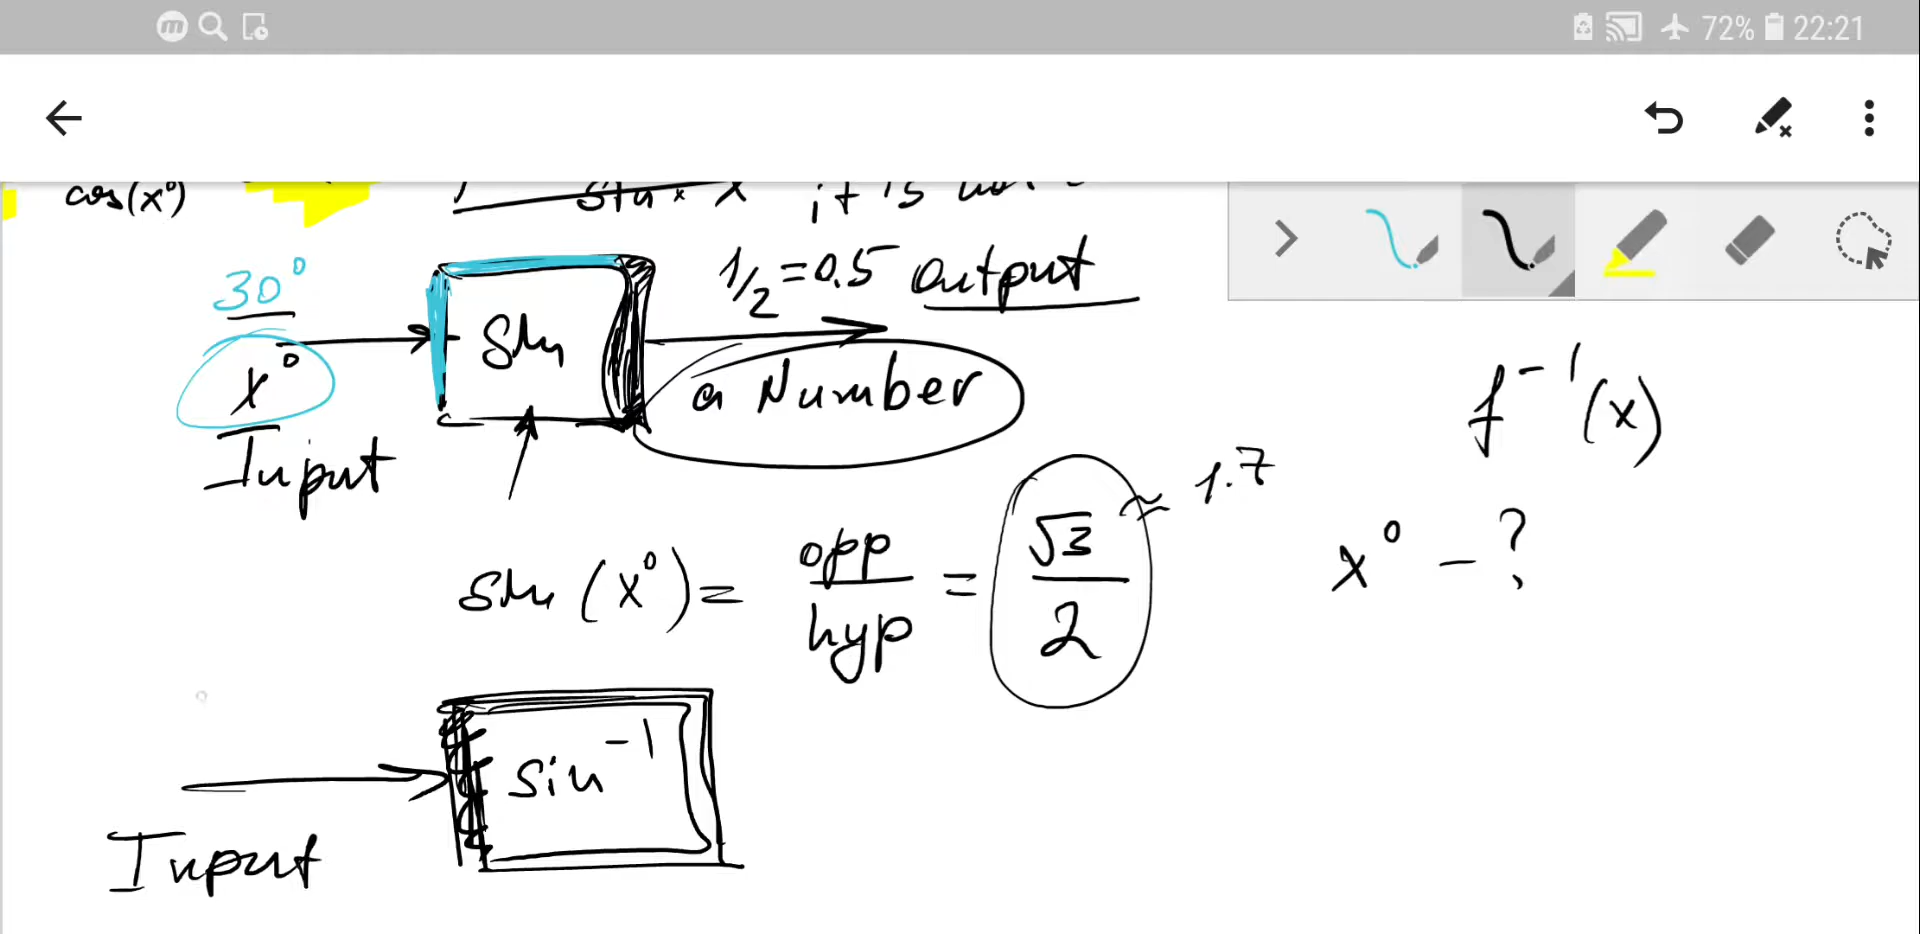 72% 22:21
cos(x°) sin x it is
30° 1/2 = 0.5 output
x° sin a Number
Input
f⁻¹(x)
sin(x°) = opp/hyp = √3/2 ≈ 1.7 x° - ?
sin⁻¹
Input